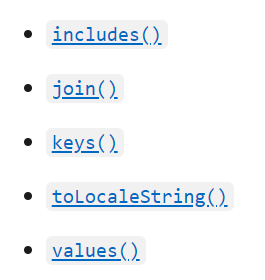 includes()
join()
keys()
toLocaleString()
values()